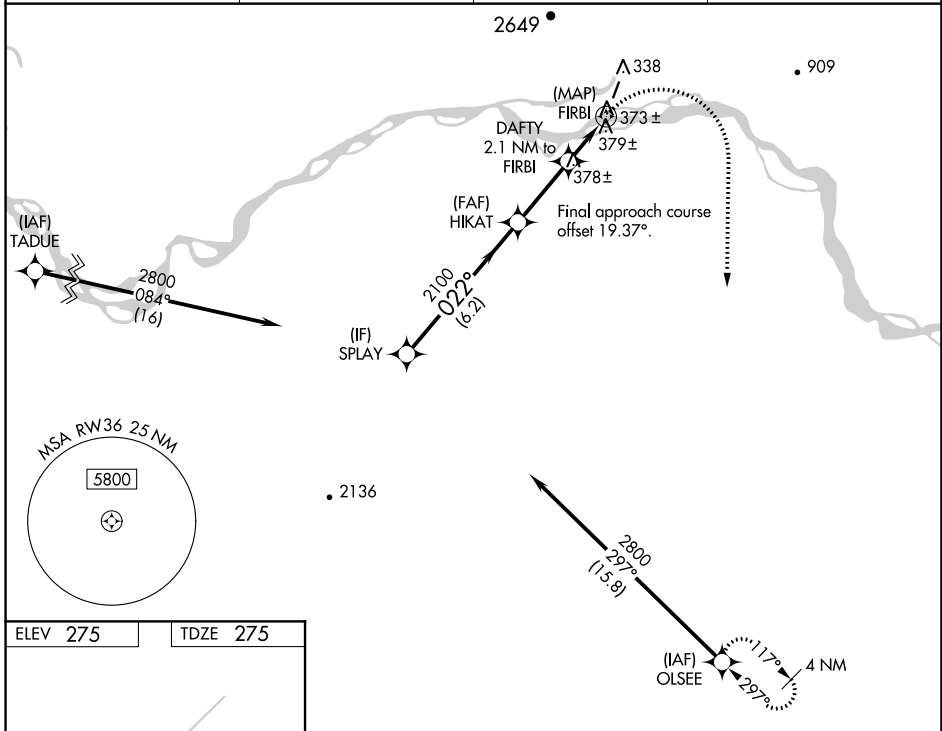 2649
338
909
(MAP)
FIRBI
373±
DAFTY
2.1 NM to
FIRBI
379±
378±
(FAF)
HIKAT
Final approach course
offset 19.37°.
(IAF)
TADUE
2800
084°
(16)
2100
022°
(6.2)
(IF)
SPLAY
MSA RW36 25 NM
5800
2136
2800
297°
(15.8)
(IAF)
OLSEE
117°
4 NM
297°
ELEV 275
TDZE 275